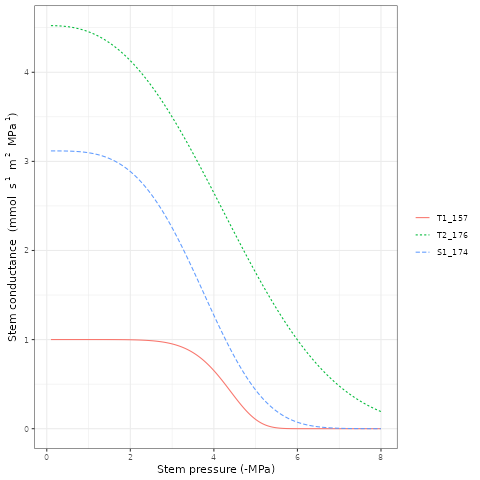 Stem conductance (mmol s⁻¹ m⁻² MPa⁻¹)
4
3
2
1
0
0 2 4 6 8
Stem pressure (-MPa)
T1_157
T2_176
S1_174